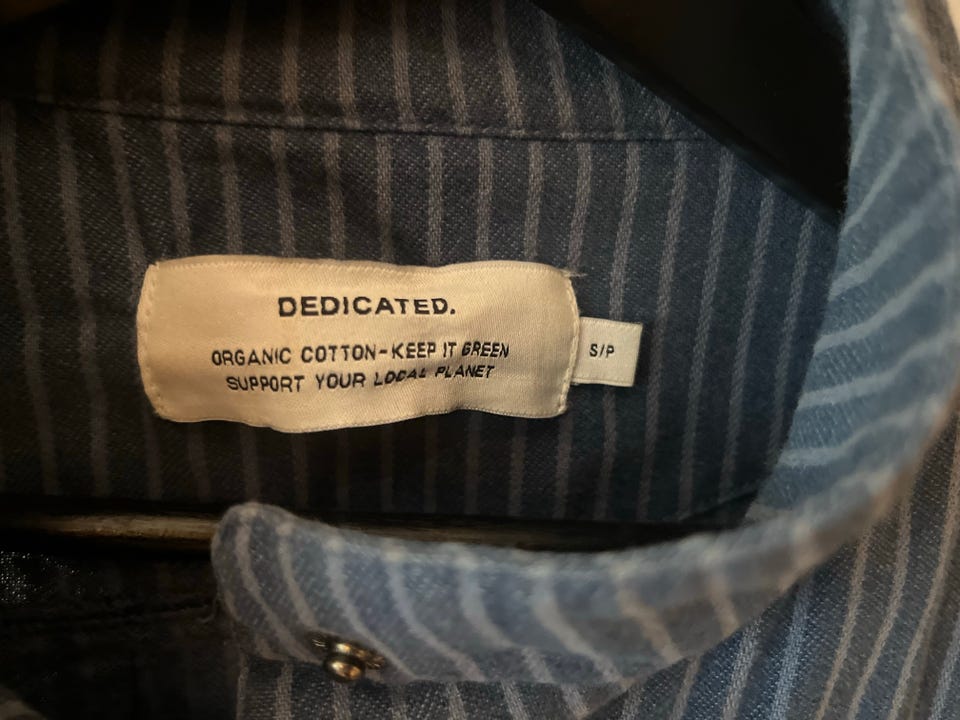 DEDICATED.
ORGANIC COTTON-KEEP IT GREEN
SUPPORT YOUR LOCAL PLANET
S/P